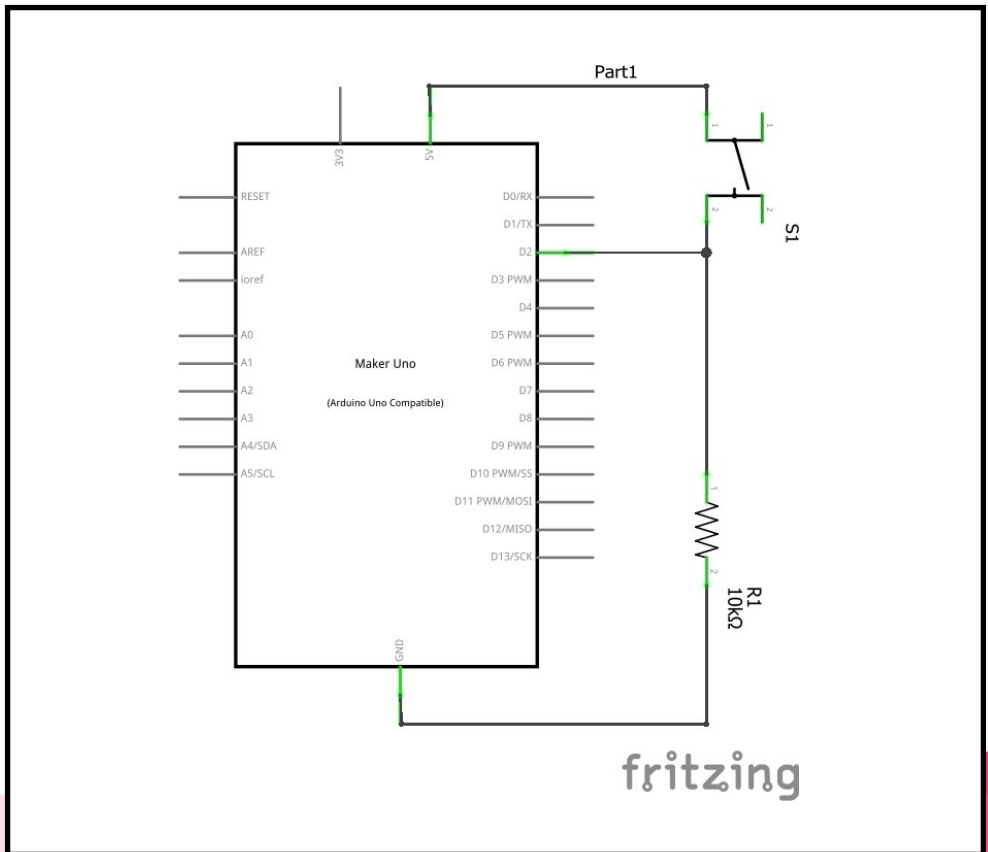 Part1
1
1
3V3
5V
RESET
D0/RX
D1/TX
2
2
S1
AREF
D2
ioref
D3 PWM
D4
A0
D5 PWM
A1
Maker Uno
D6 PWM
A2
(Arduino Uno Compatible)
D7
A3
D8
A4/SDA
D9 PWM
A5/SCL
D10 PWM/SS
1
D11 PWM/MOSI
D12/MISO
D13/SCK
2
R1
10kΩ
GND
fritzing